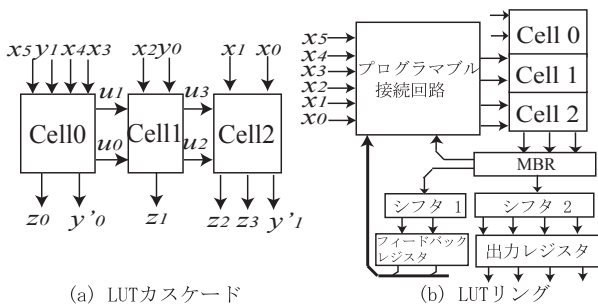 x5 y1 x4 x3
x2 y0
x1 x0
u1
u3
Cell0
Cell1
Cell2
u0
u2
z0
y'0
z1
z2
z3
y'1
(a) LUTカスケード
x5
x4
x3
x2
x1
x0
プログラマブル
接続回路
Cell 0
Cell 1
Cell 2
MBR
シフタ 1
シフタ 2
フィードバック
レジスタ
出力レジスタ
(b) LUTリング